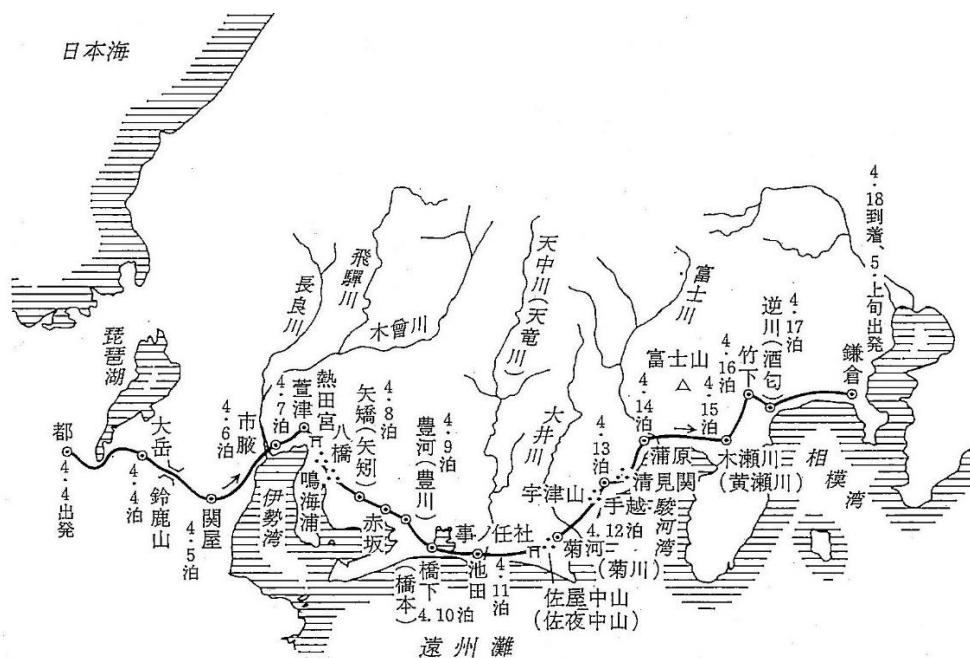 日本海
琵琶湖
都
4・4出発
大岳
4・4泊
鈴鹿山
関屋
4・5泊
市腋
4・6泊
伊勢湾
長良川
飛驒川
木曾川
萱津
4・7泊
熱田宮
鳴海浦
八橋
矢矯(矢矧)
4・8泊
赤坂
豊河(豊川)
4・9泊
橋下
(橋本)
4.10泊
池田
4・11泊
事ノ任社
天中川(天竜川)
大井川
佐屋中山
(佐夜中山)
菊河
(菊川)
4.12泊
宇津山
手越
4・13泊
清見関
蒲原
4・14泊
駿河湾
富士川
富士山
木瀬川
(黄瀬川)
4・15泊
竹下
4・16泊
逆川(酒匂)
4・17泊
鎌倉
4・18到着、5・上旬出発
相模湾
遠州灘